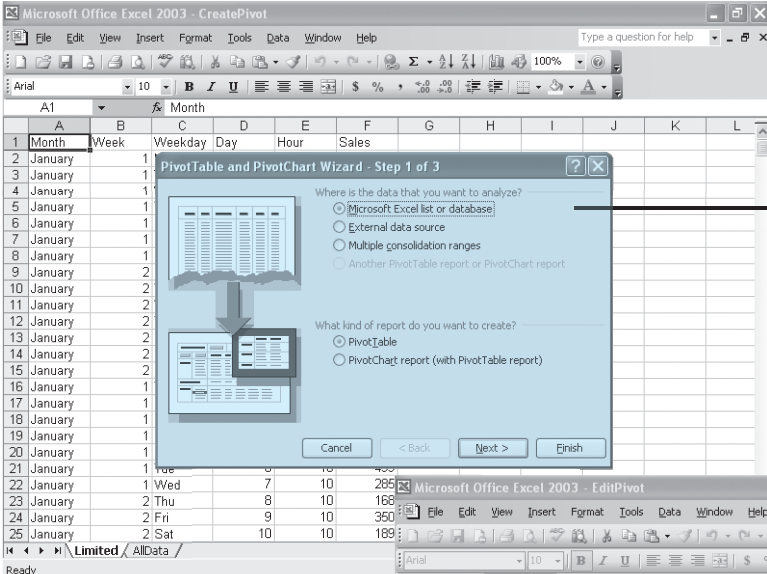 Microsoft Office Excel 2003 - CreatePivot
File Edit View Insert Format Tools Data Window Help
Type a question for help
100%
Arial 10 B I U $ % ,
A1 fx Month
A B C D E F G H I J K L
1 Month Week Weekday Day Hour Sales
2 January 1
3 January 1
4 January 1
5 January 1
6 January 1
7 January 1
8 January 1
9 January 2
10 January 2
11 January 2
12 January 2
13 January 2
14 January 2
15 January 2
16 January 1
17 January 1
18 January 1
19 January 1
20 January 1
21 January 1 Tue
22 January 1 Wed 7 10 285
23 January 2 Thu 8 10 168
24 January 2 Fri 9 10 350
25 January 2 Sat 10 10 189
PivotTable and PivotChart Wizard - Step 1 of 3
Where is the data that you want to analyze?
Microsoft Excel list or database
External data source
Multiple consolidation ranges
Another PivotTable report or PivotChart report
What kind of report do you want to create?
PivotTable
PivotChart report (with PivotTable report)
Cancel < Back Next > Finish
Limited AllData
Ready
Microsoft Office Excel 2003 - EditPivot
File Edit View Insert Format Tools Data Window Help
Arial 10 B I U $